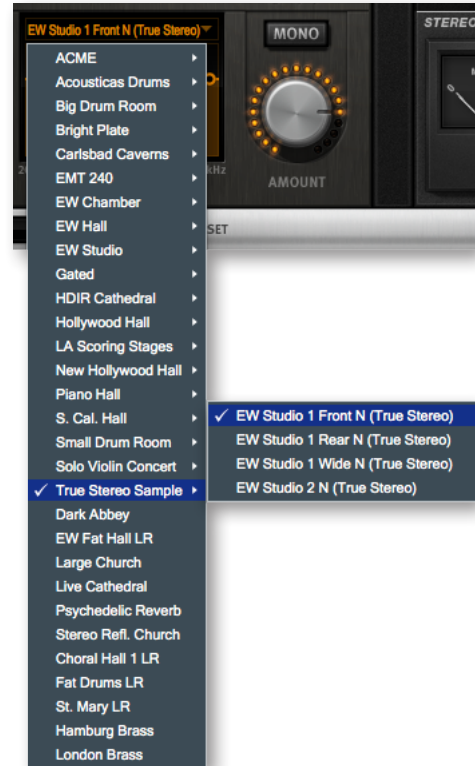 EW Studio 1 Front N (True Stereo)
MONO
STEREO
AMOUNT
20
kHz
SET
ACME
Acousticas Drums
Big Drum Room
Bright Plate
Carlsbad Caverns
EMT 240
EW Chamber
EW Hall
EW Studio
Gated
HDIR Cathedral
Hollywood Hall
LA Scoring Stages
New Hollywood Hall
Piano Hall
S. Cal. Hall
Small Drum Room
Solo Violin Concert
✓ True Stereo Sample
✓ EW Studio 1 Front N (True Stereo)
EW Studio 1 Rear N (True Stereo)
EW Studio 1 Wide N (True Stereo)
EW Studio 2 N (True Stereo)
Dark Abbey
EW Fat Hall LR
Large Church
Live Cathedral
Psychedelic Reverb
Stereo Refl. Church
Choral Hall 1 LR
Fat Drums LR
St. Mary LR
Hamburg Brass
London Brass